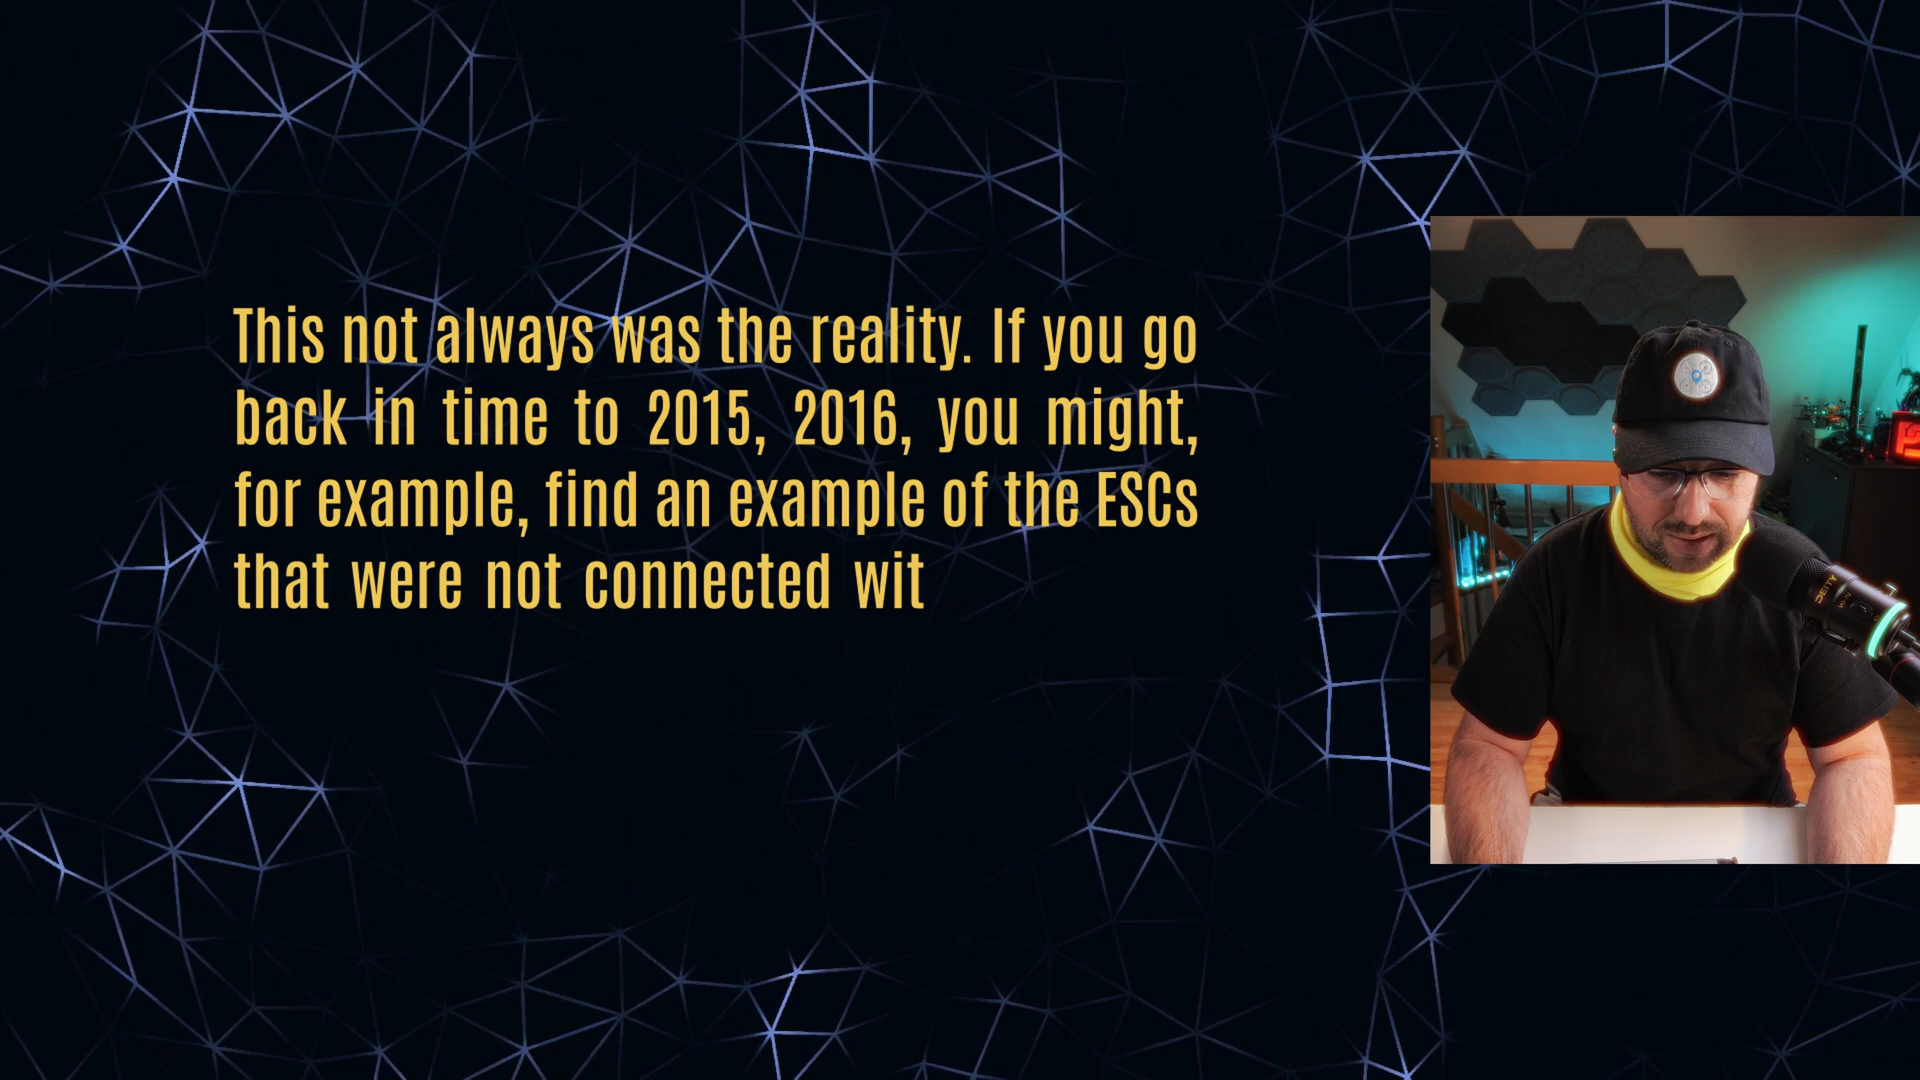 This not always was the reality. If you go
back in time to 2015, 2016, you might,
for example, find an example of the ESCs
that were not connected wit
DEITY